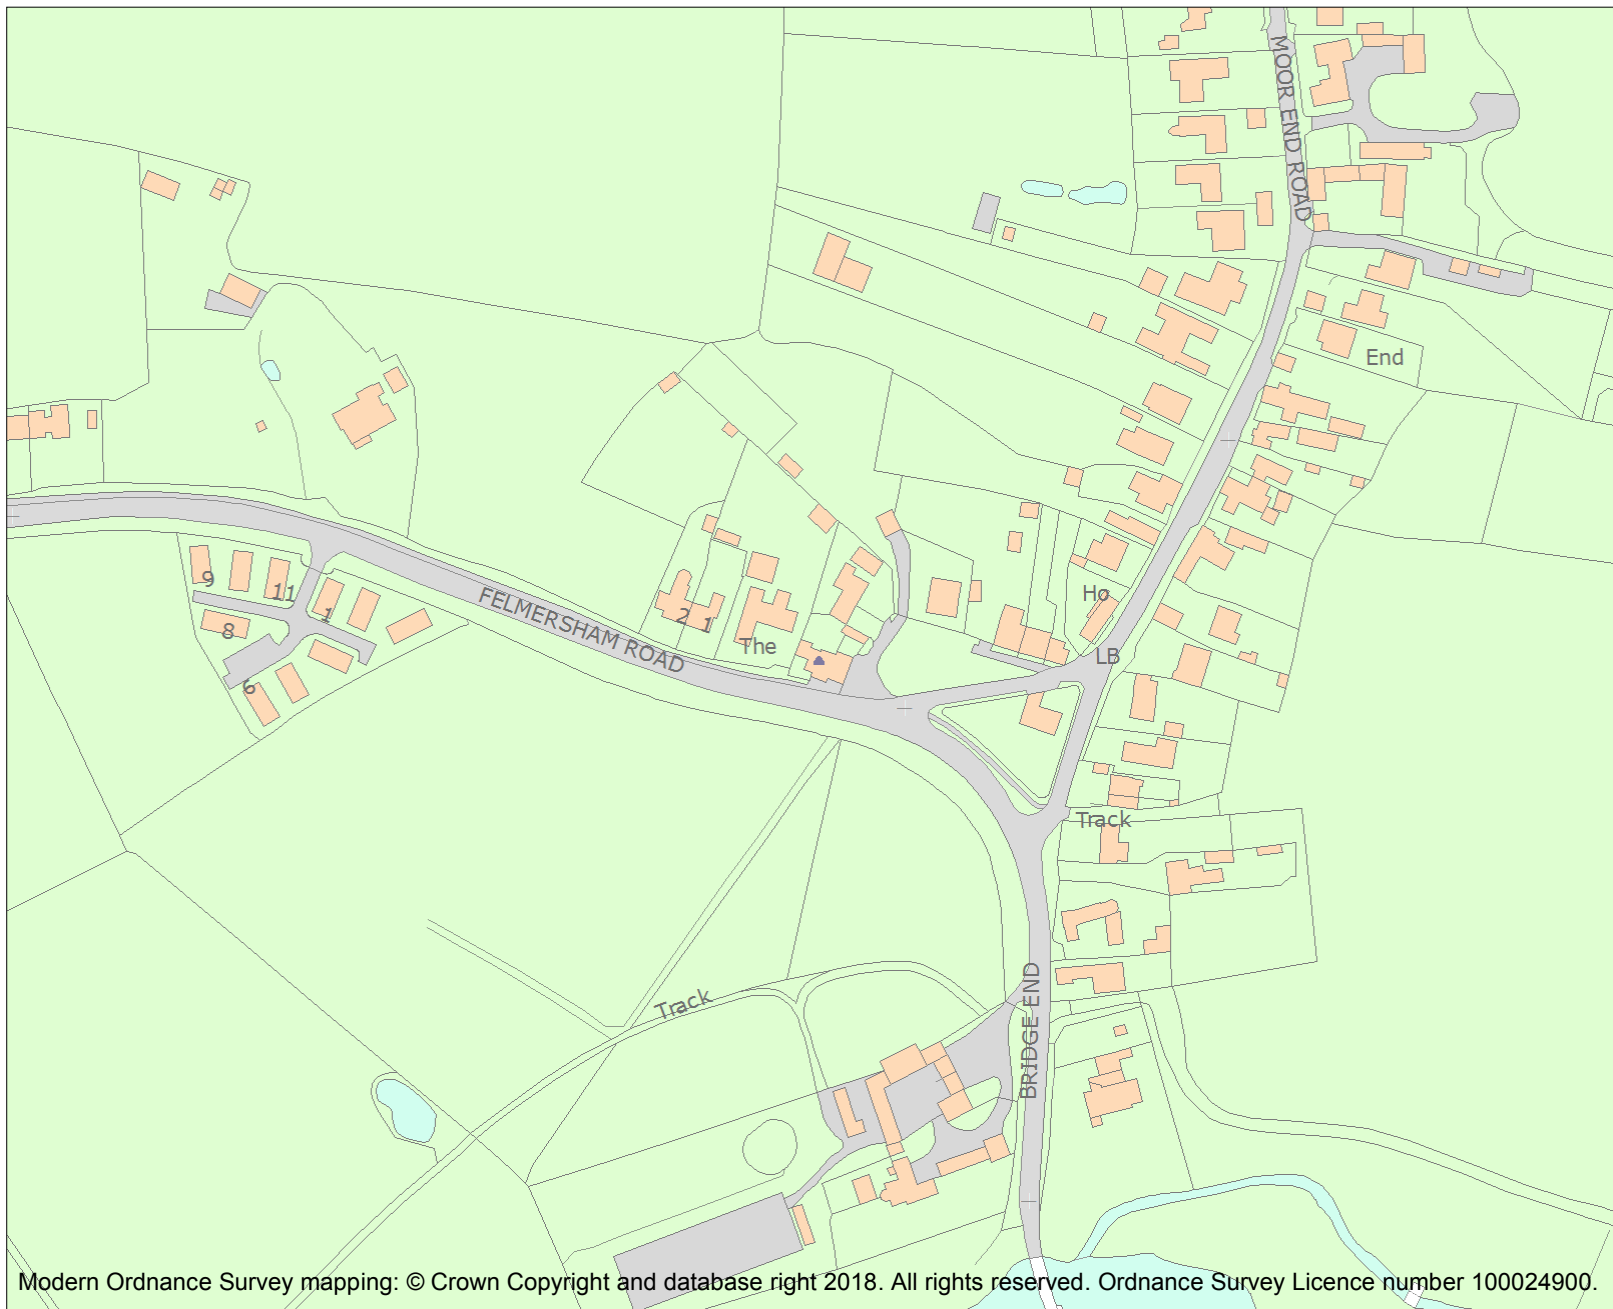 MOOR END ROAD
End
9
11
1
8
6
FELMERSHAM ROAD
2
1
The
Ho
LB
Track
Track
BRIDGE END
Modern Ordnance Survey mapping: © Crown Copyright and database right 2018. All rights reserved. Ordnance Survey Licence number 100024900.